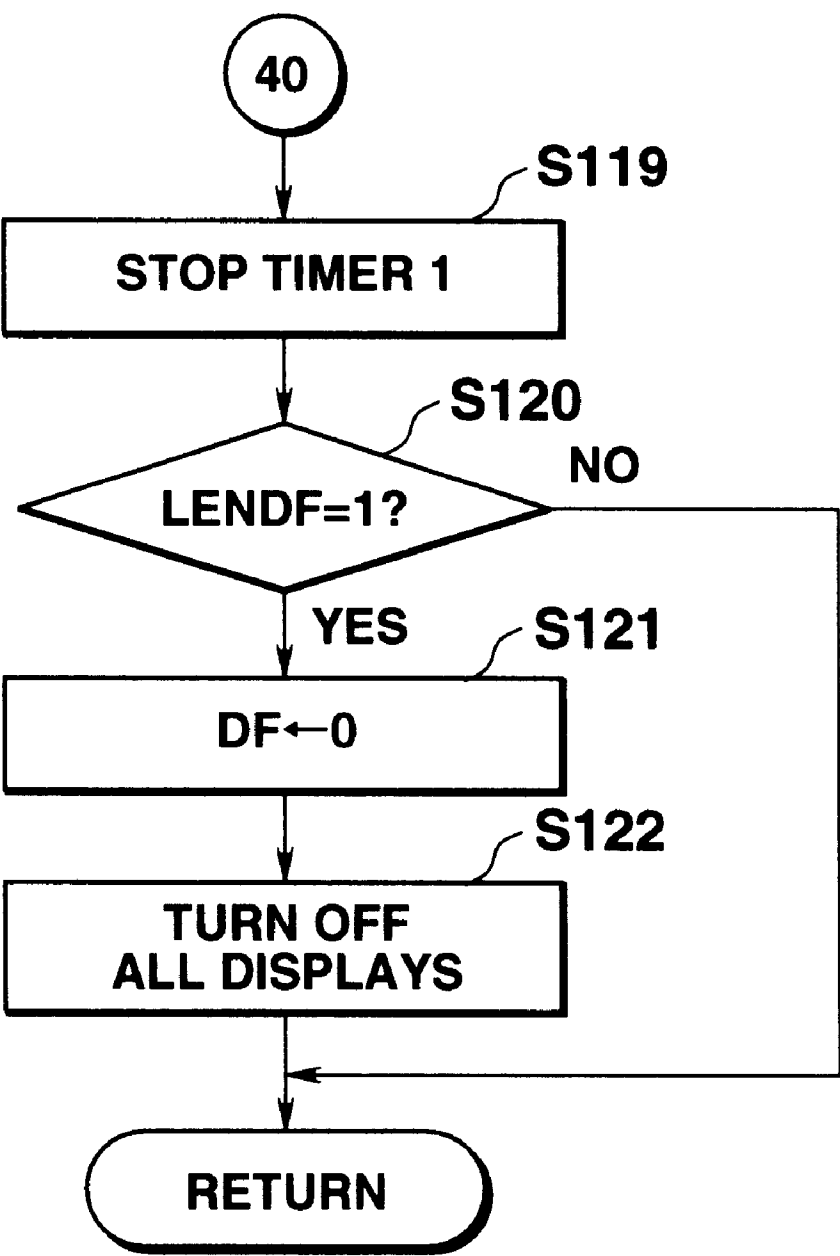 40
S119
STOP TIMER 1
S120
NO
LENDF=1?
YES
S121
DF←0
S122
TURN OFF
ALL DISPLAYS
RETURN